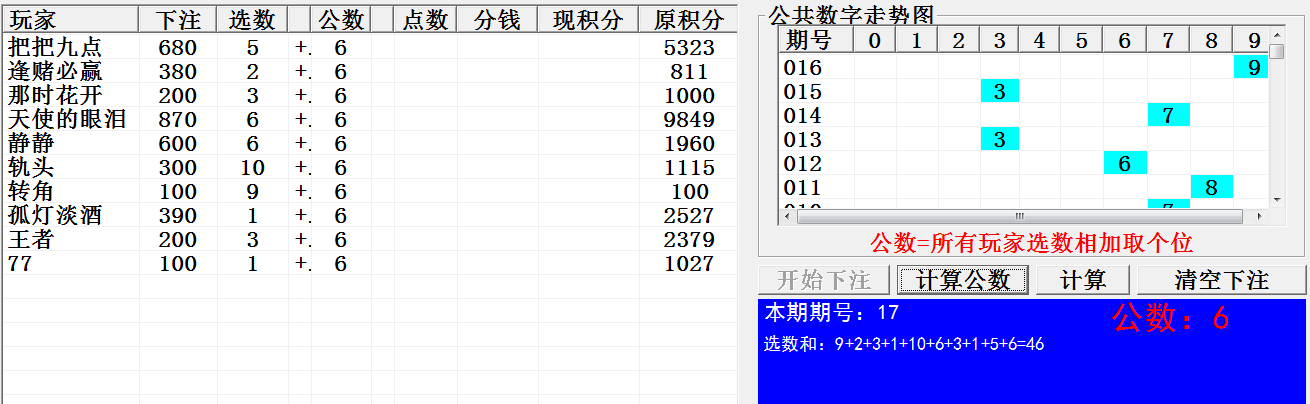 玩家 下注 选数 公数 点数 分钱 现积分 原积分
把把九点 680 5 +. 6 5323
逢赌必赢 380 2 +. 6 811
那时花开 200 3 +. 6 1000
天使的眼泪 870 6 +. 6 9849
静静 600 6 +. 6 1960
轨头 300 10 +. 6 1115
转角 100 9 +. 6 100
孤灯淡酒 390 1 +. 6 2527
王者 200 3 +. 6 2379
77 100 1 +. 6 1027
公共数字走势图
期号 0 1 2 3 4 5 6 7 8 9
016 9
015 3
014 7
013 3
012 6
011 8
010 7
公数=所有玩家选数相加取个位
开始下注 计算公数 计算 清空下注
本期期号：17
公数：6
选数和：9+2+3+1+10+6+3+1+5+6=46